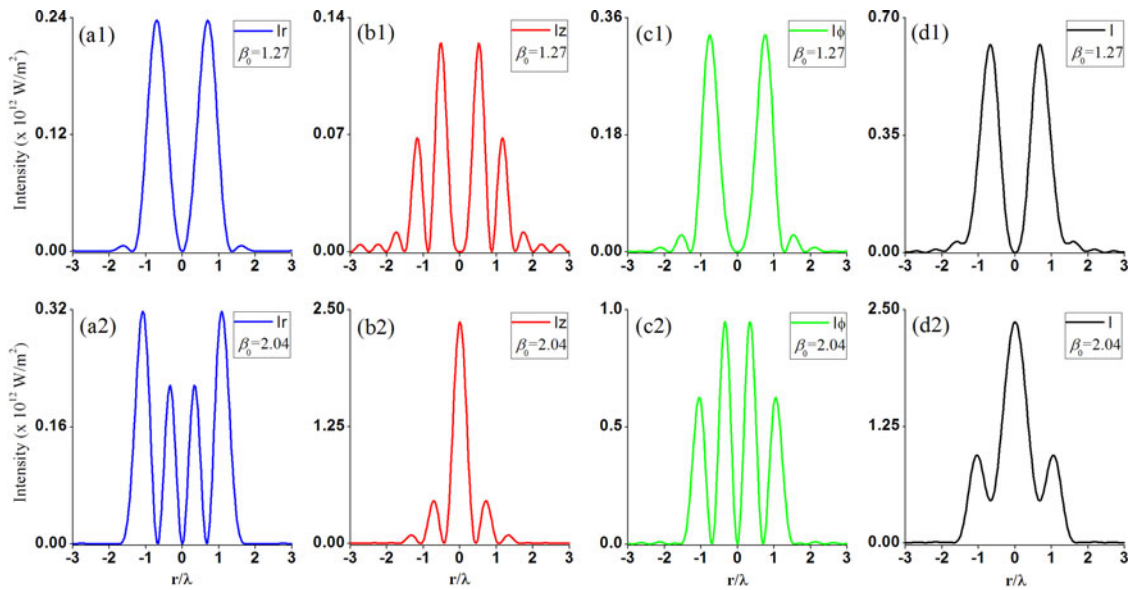 0.24
0.12
0.00
Intensity (x 10¹² W/m²)
(a1)
Ir
β₀=1.27
-3 -2 -1 0 1 2 3
0.14
0.07
0.00
(b1)
Iz
β₀=1.27
-3 -2 -1 0 1 2 3
0.36
0.18
0.00
(c1)
Iϕ
β₀=1.27
-3 -2 -1 0 1 2 3
0.70
0.35
0.00
(d1)
I
β₀=1.27
-3 -2 -1 0 1 2 3
0.32
0.16
0.00
Intensity (x 10¹² W/m²)
(a2)
Ir
β₀=2.04
-3 -2 -1 0 1 2 3
r/λ
2.50
1.25
0.00
(b2)
Iz
β₀=2.04
-3 -2 -1 0 1 2 3
r/λ
1.0
0.5
0.0
(c2)
Iϕ
β₀=2.04
-3 -2 -1 0 1 2 3
r/λ
2.50
1.25
0.00
(d2)
I
β₀=2.04
-3 -2 -1 0 1 2 3
r/λ